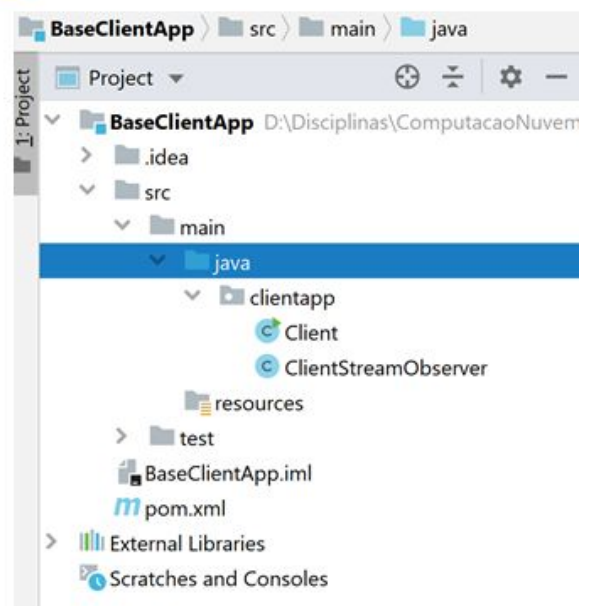 BaseClientApp src main java
1: Project
Project
BaseClientApp D:\Disciplinas\ComputacaoNuvem
.idea
src
main
java
clientapp
C Client
C ClientStreamObserver
resources
test
BaseClientApp.iml
m pom.xml
External Libraries
Scratches and Consoles